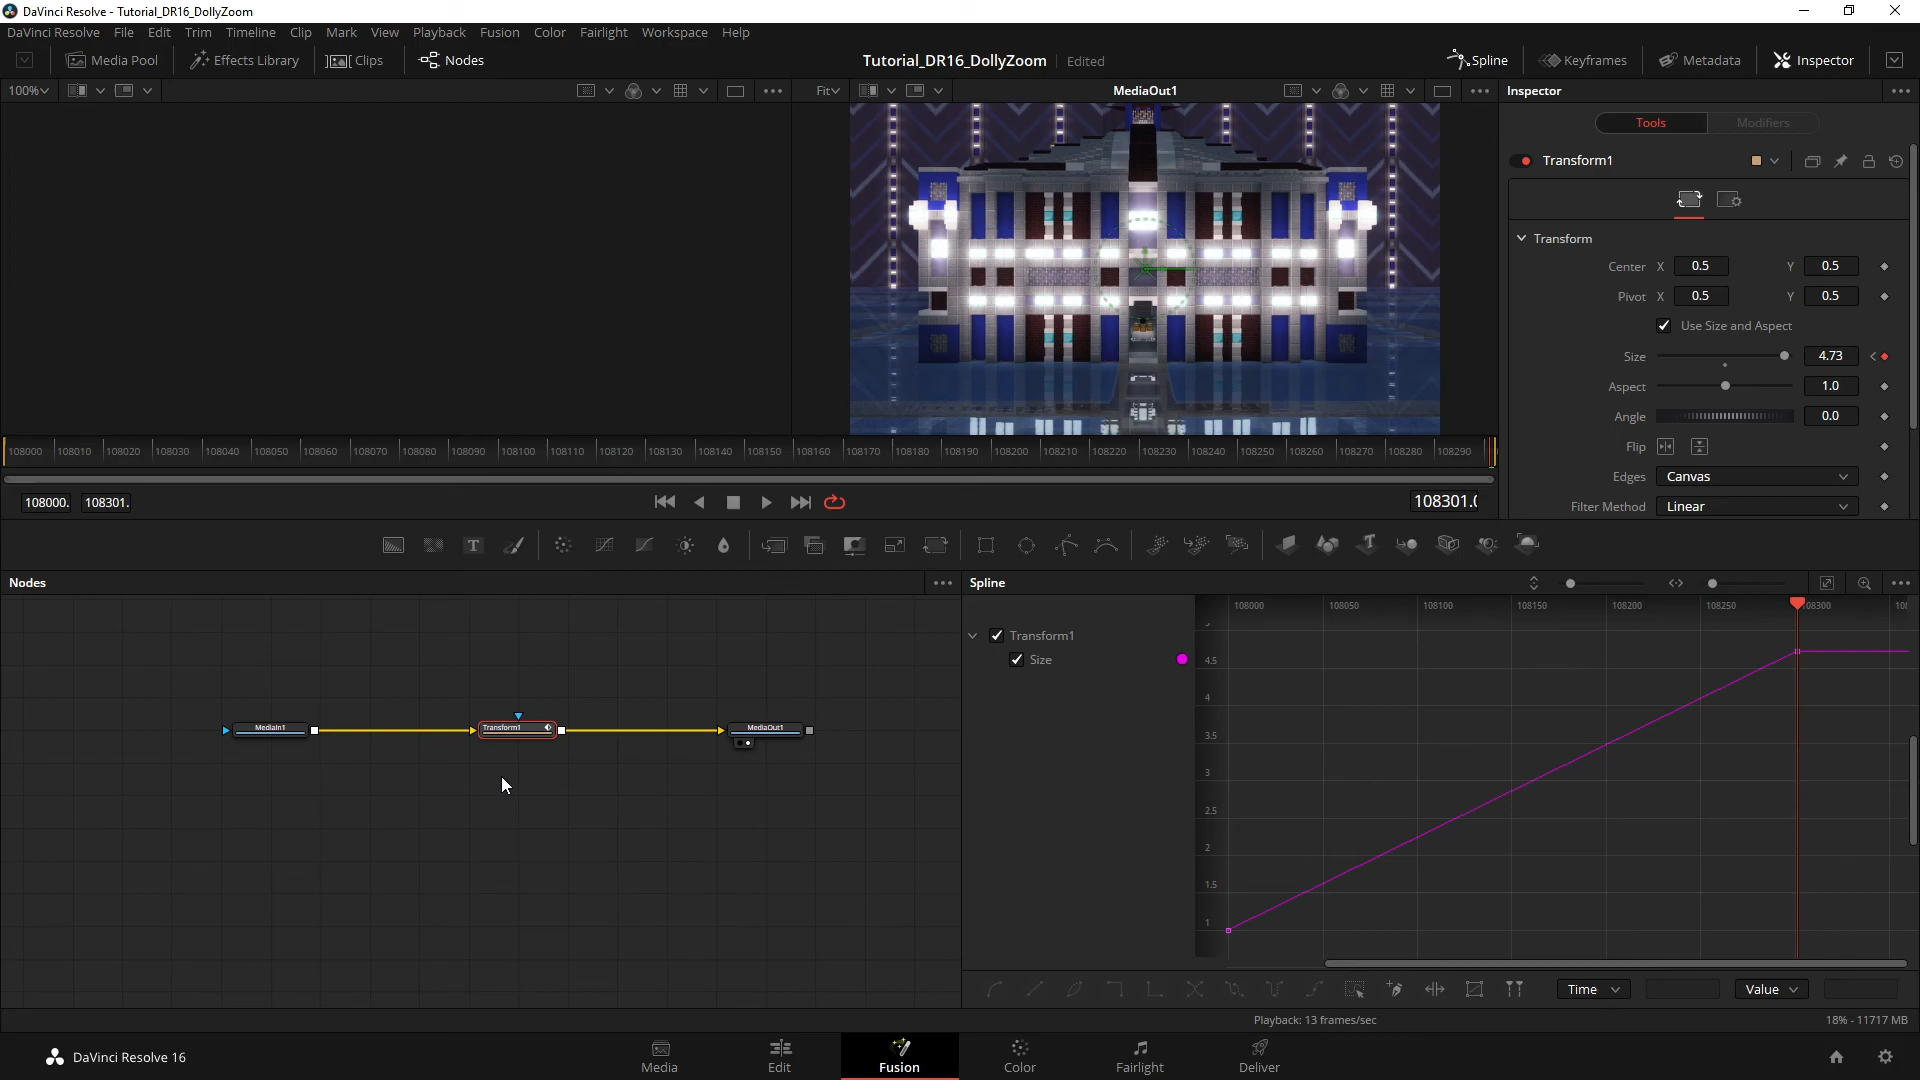 DaVinci Resolve - Tutorial_DR16_DollyZoom
DaVinci Resolve File Edit Trim Timeline Clip Mark View Playback Fusion Color Fairlight Workspace Help
Media Pool Effects Library Clips Nodes Tutorial_DR16_DollyZoom Edited Spline Keyframes Metadata Inspector
100% Fit MediaOut1 Inspector
Tools Modifiers
Transform1
Transform
Center X 0.5 Y 0.5
Pivot X 0.5 Y 0.5
Use Size and Aspect
Size 4.73
Aspect 1.0
Angle 0.0
Flip
Edges Canvas
Filter Method Linear
108000 108010 108020 108030 108040 108050 108060 108070 108080 108090 108100 108110 108120 108130 108140 108150 108160 108170 108180 108190 108200 108210 108220 108230 108240 108250 108260 108270 108280 108290
108000. 108301. 108301.0
T T
Nodes Spline
108000 108050 108100 108150 108200 108250 108300
Transform1
Size
4.5
4
3.5
3
2.5
2
1.5
1
MediaIn1 Transform1 MediaOut1
Time Value
Playback: 13 frames/sec 18% - 11717 MB
DaVinci Resolve 16 Media Edit Fusion Color Fairlight Deliver